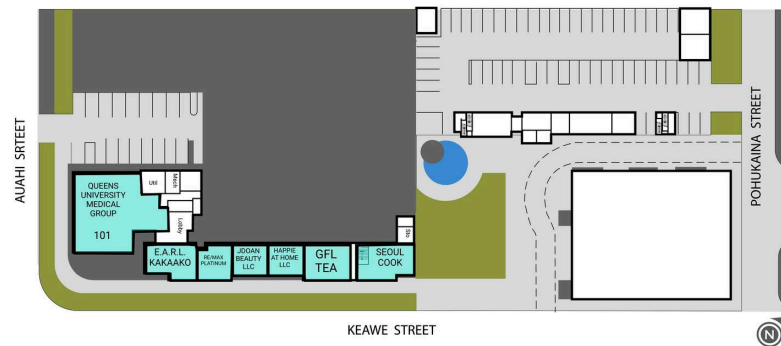 AUAHI SRTEET
QUEENS
UNIVERSITY
MEDICAL
GROUP
101
Util
Mech
Lobby
E.A.R.L.
KAKAAKO
RE/MAX
PLATINUM
JDOAN
BEAUTY
LLC
HAPPIE
AT HOME
LLC
GFL
TEA
SEOUL
COOK
Sto
POHUKAINA STREET
KEAWE STREET
N